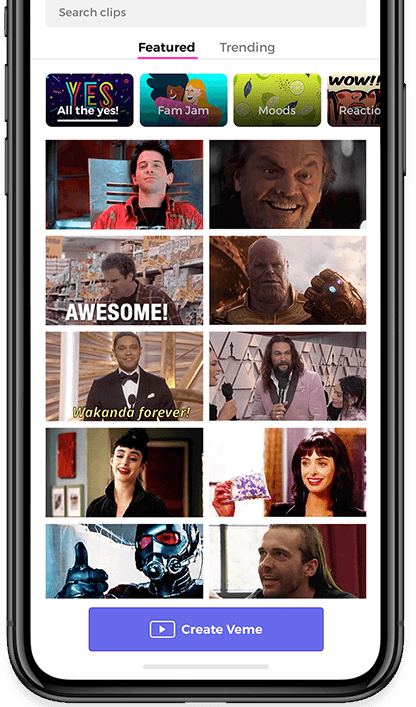 Search clips
Featured Trending
YES
All the yes!
Fam Jam
Moods
WOW!!
Reactio
AWESOME!
Wakanda forever!
Create Veme